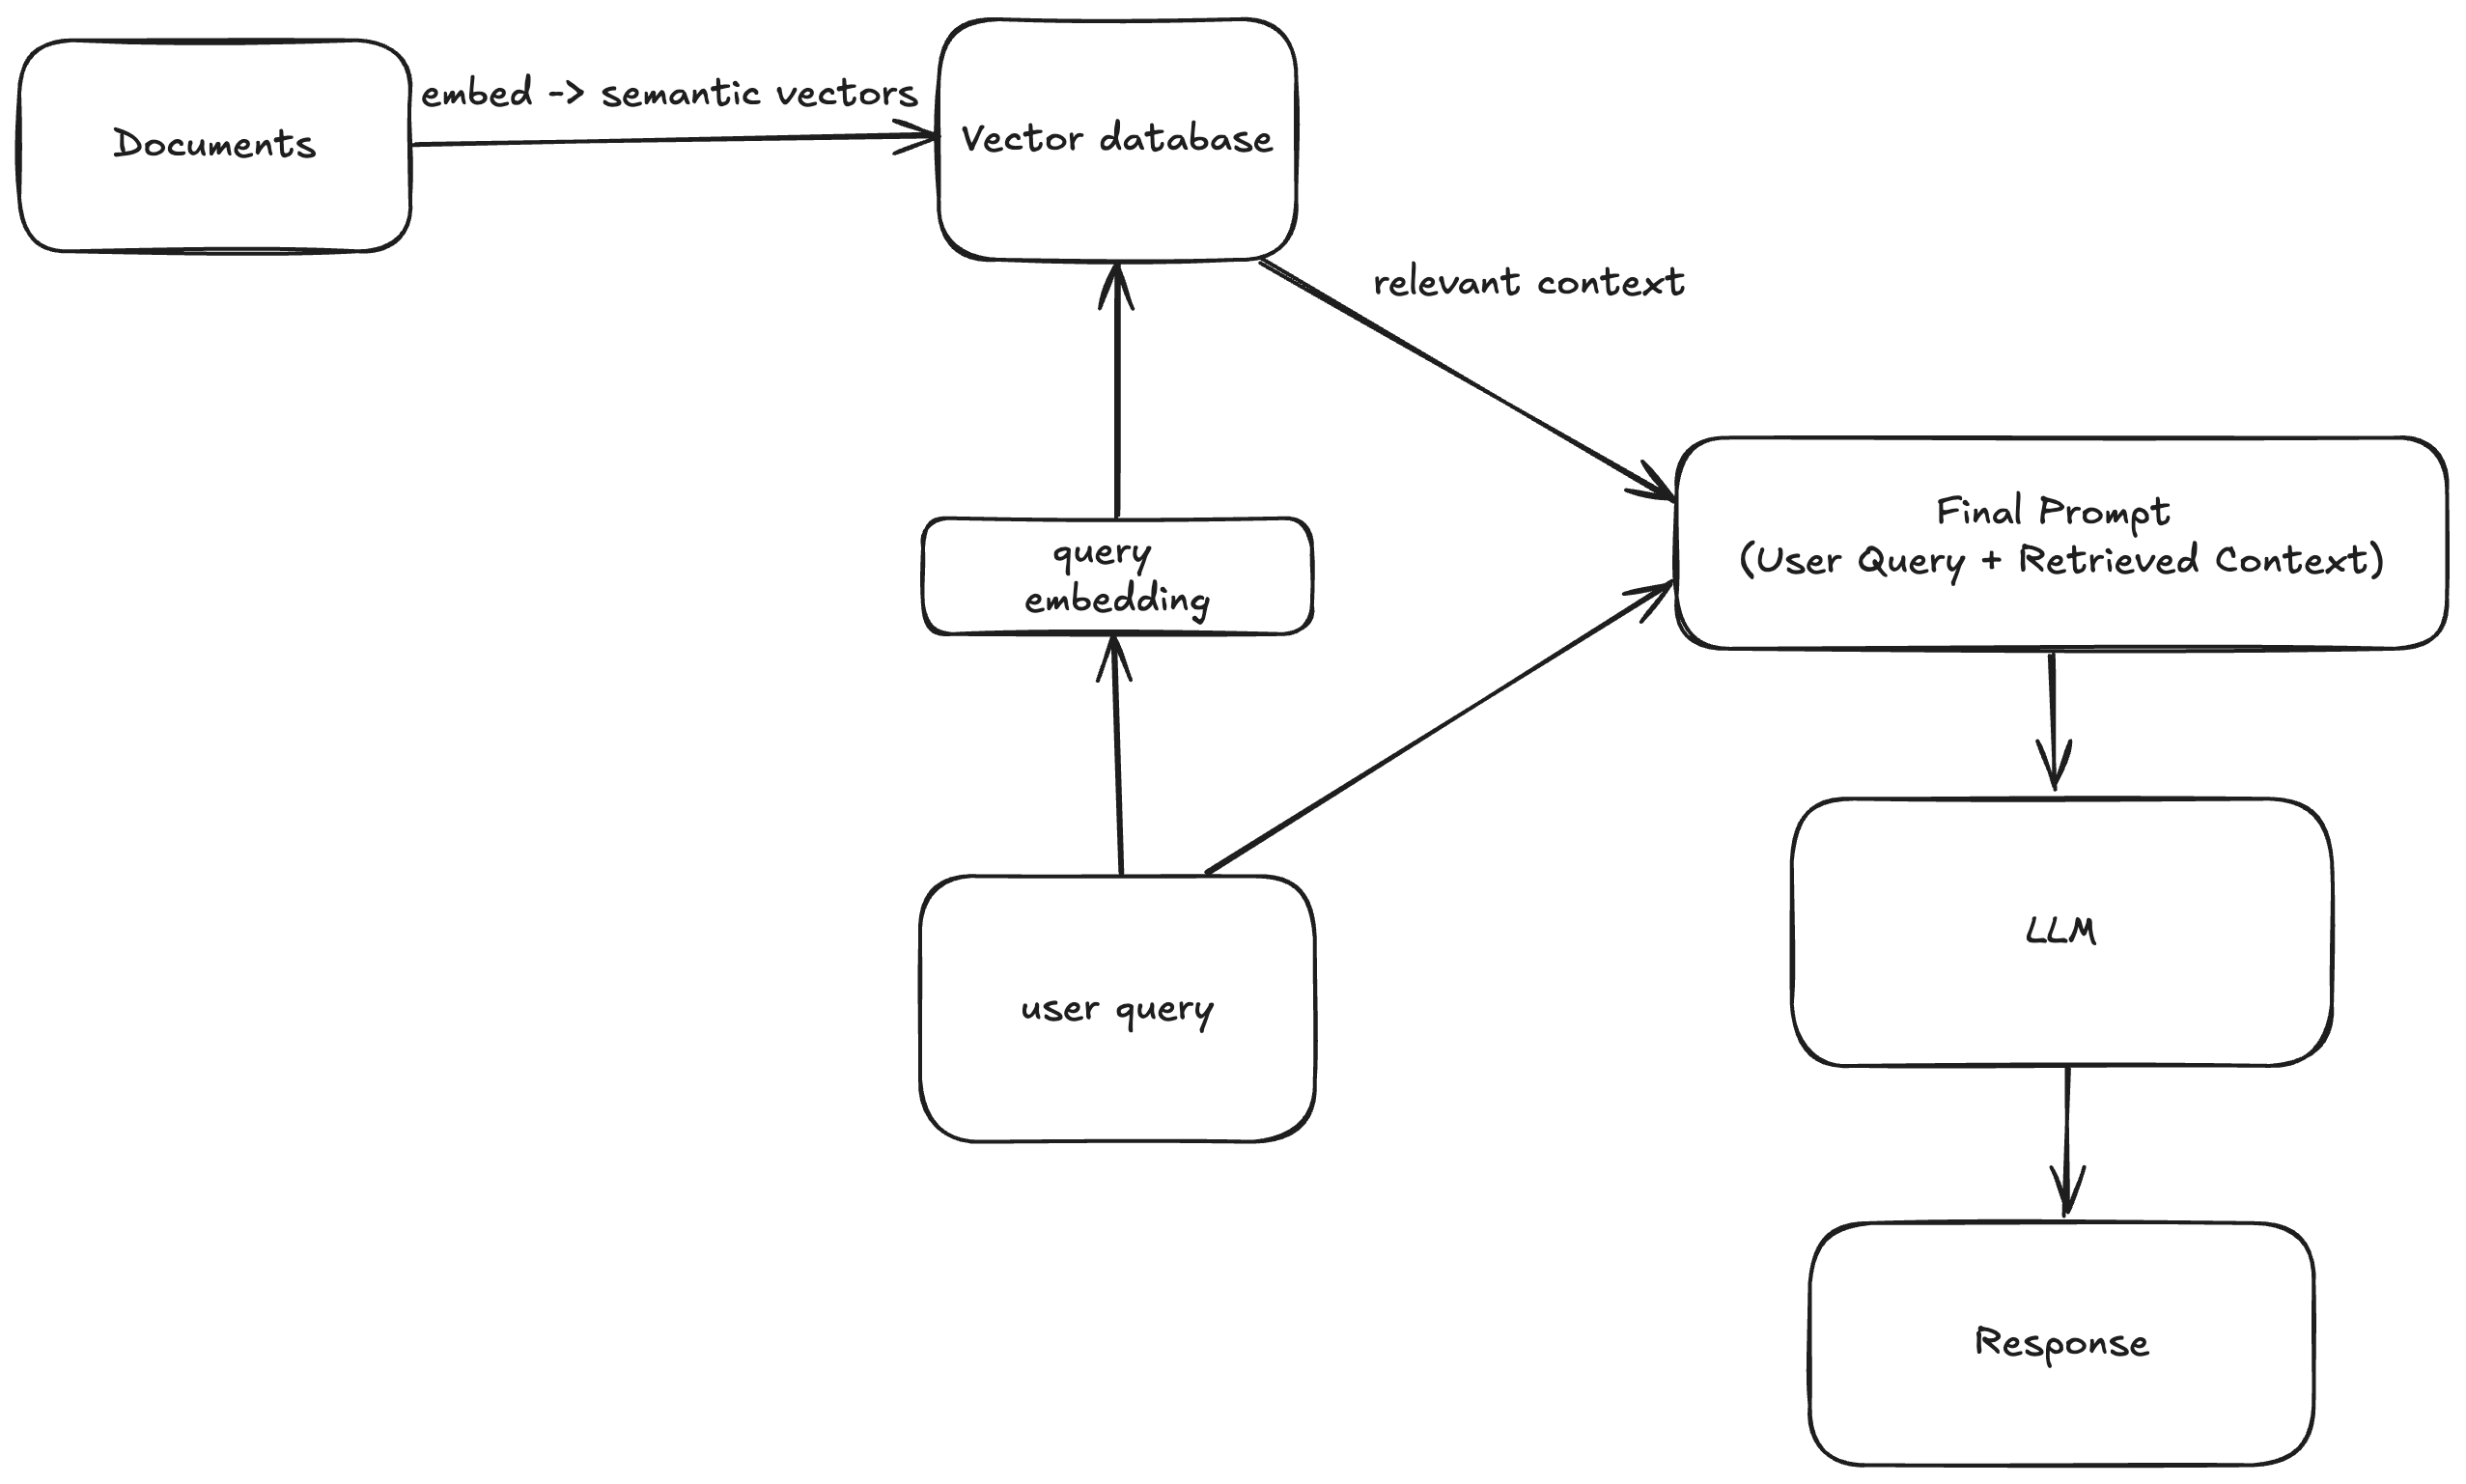 Documents
embed -> semantic vectors
Vector database
relevant context
query
embedding
Final Prompt
(User Query + Retrieved Context)
user query
LLM
Response